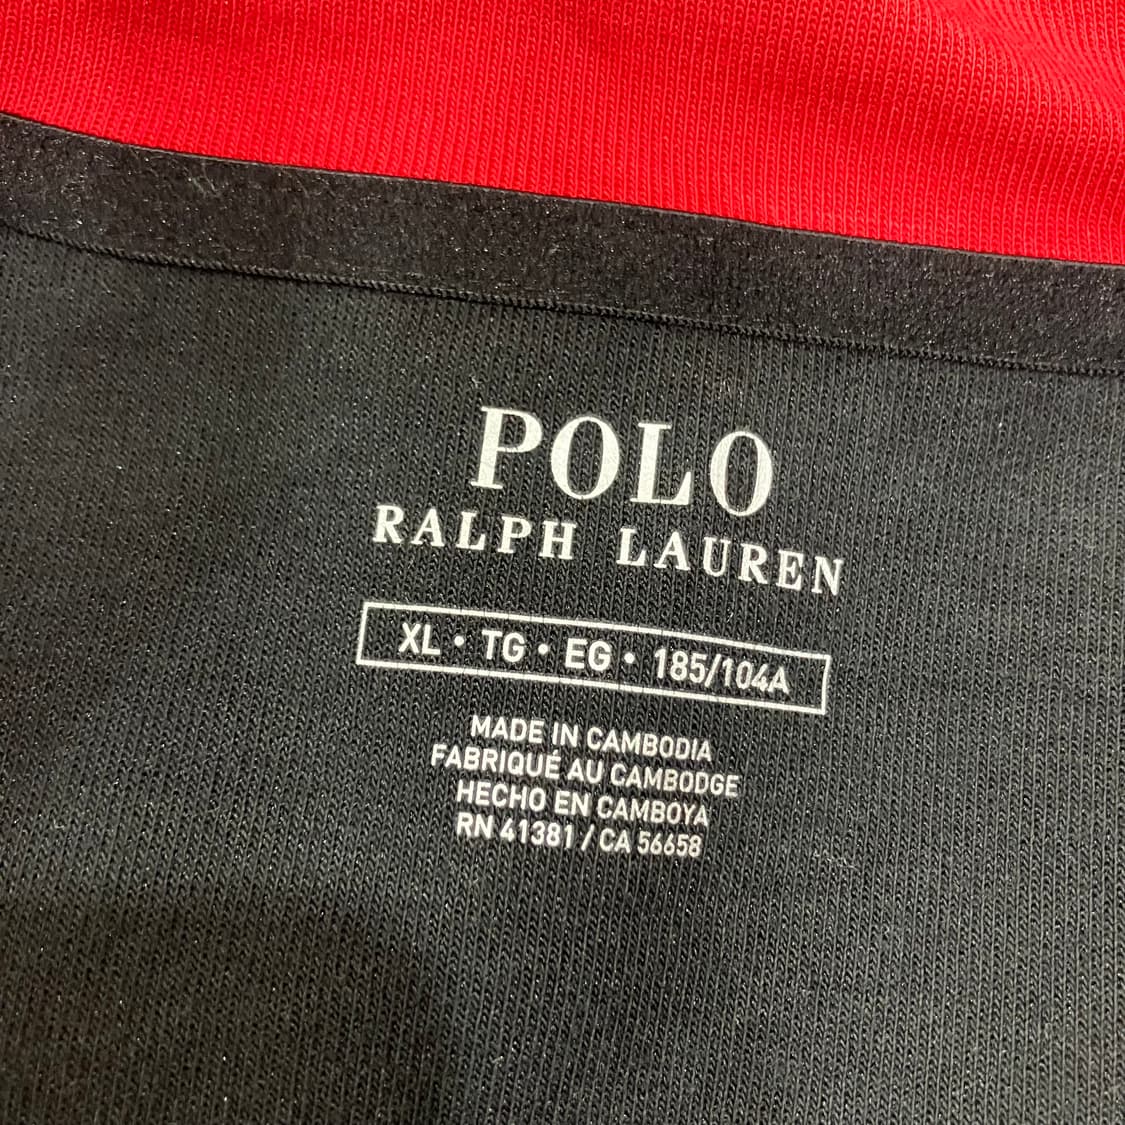 POLO
RALPH LAUREN
XL • TG • EG • 185/104A
MADE IN CAMBODIA
FABRIQUÉ AU CAMBODGE
HECHO EN CAMBOYA
RN 41381 / CA 56658